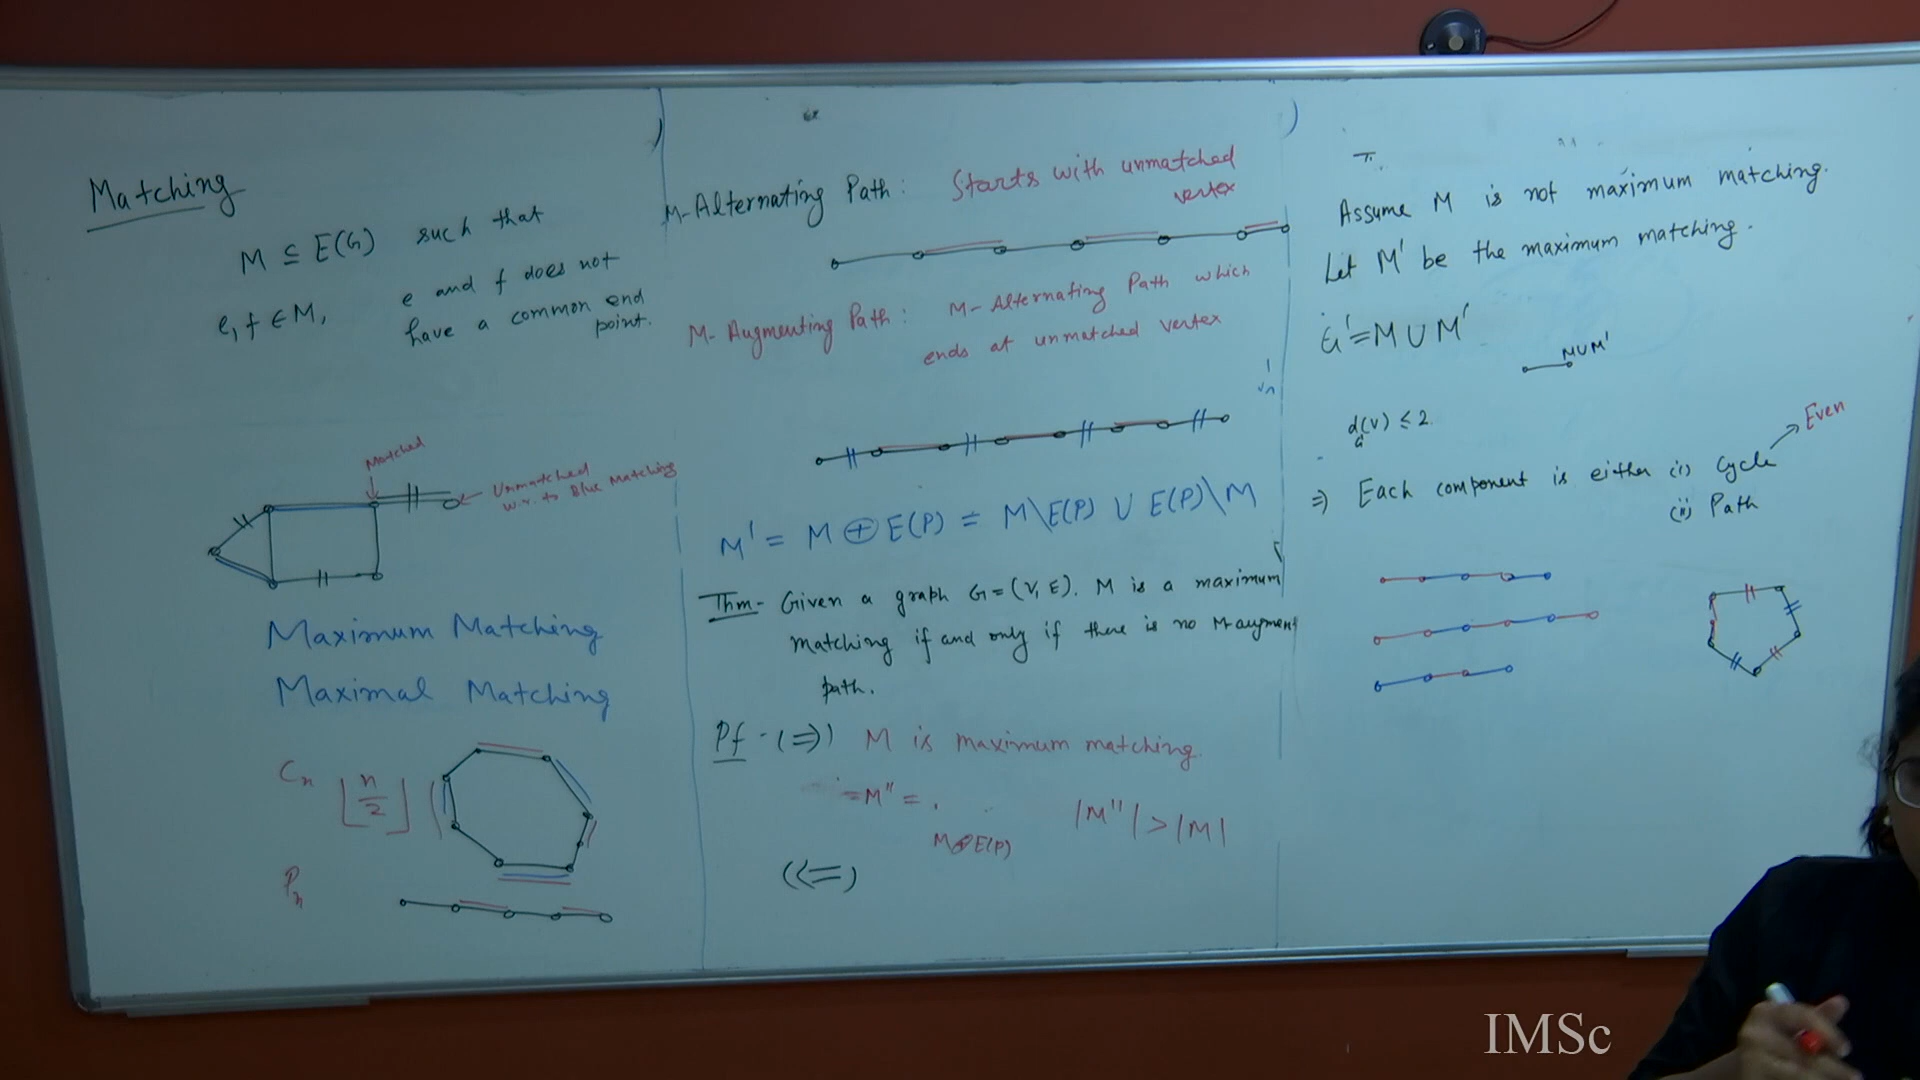 Matching
M ⊆ E(G) such that
e, f ∈ M, e and f does not
have a common end
point.
Matched
Unmatched
w.r. to Blue Matching
Maximum Matching
Maximal Matching
Cn ⌊n/2⌋
Pn
M-Alternating Path: Starts with unmatched
vertex
M-Augmenting Path: M-Alternating Path which
ends at unmatched vertex
M' = M ⊕ E(P) = M\E(P) ∪ E(P)\M
Thm- Given a graph G=(V, E). M is a maximum
matching if and only if there is no M-augment
path.
Pf - (⇒) M is maximum matching.
= M'' = .
M⊕E(P) |M''| > |M|
(⇐)
Assume M is not maximum matching.
Let M' be the maximum matching.
G' = M ∪ M'
M∪M'
d(v) ≤ 2.
G
⇒ Each component is either (i) Cycle → Even
(ii) Path
IMSc